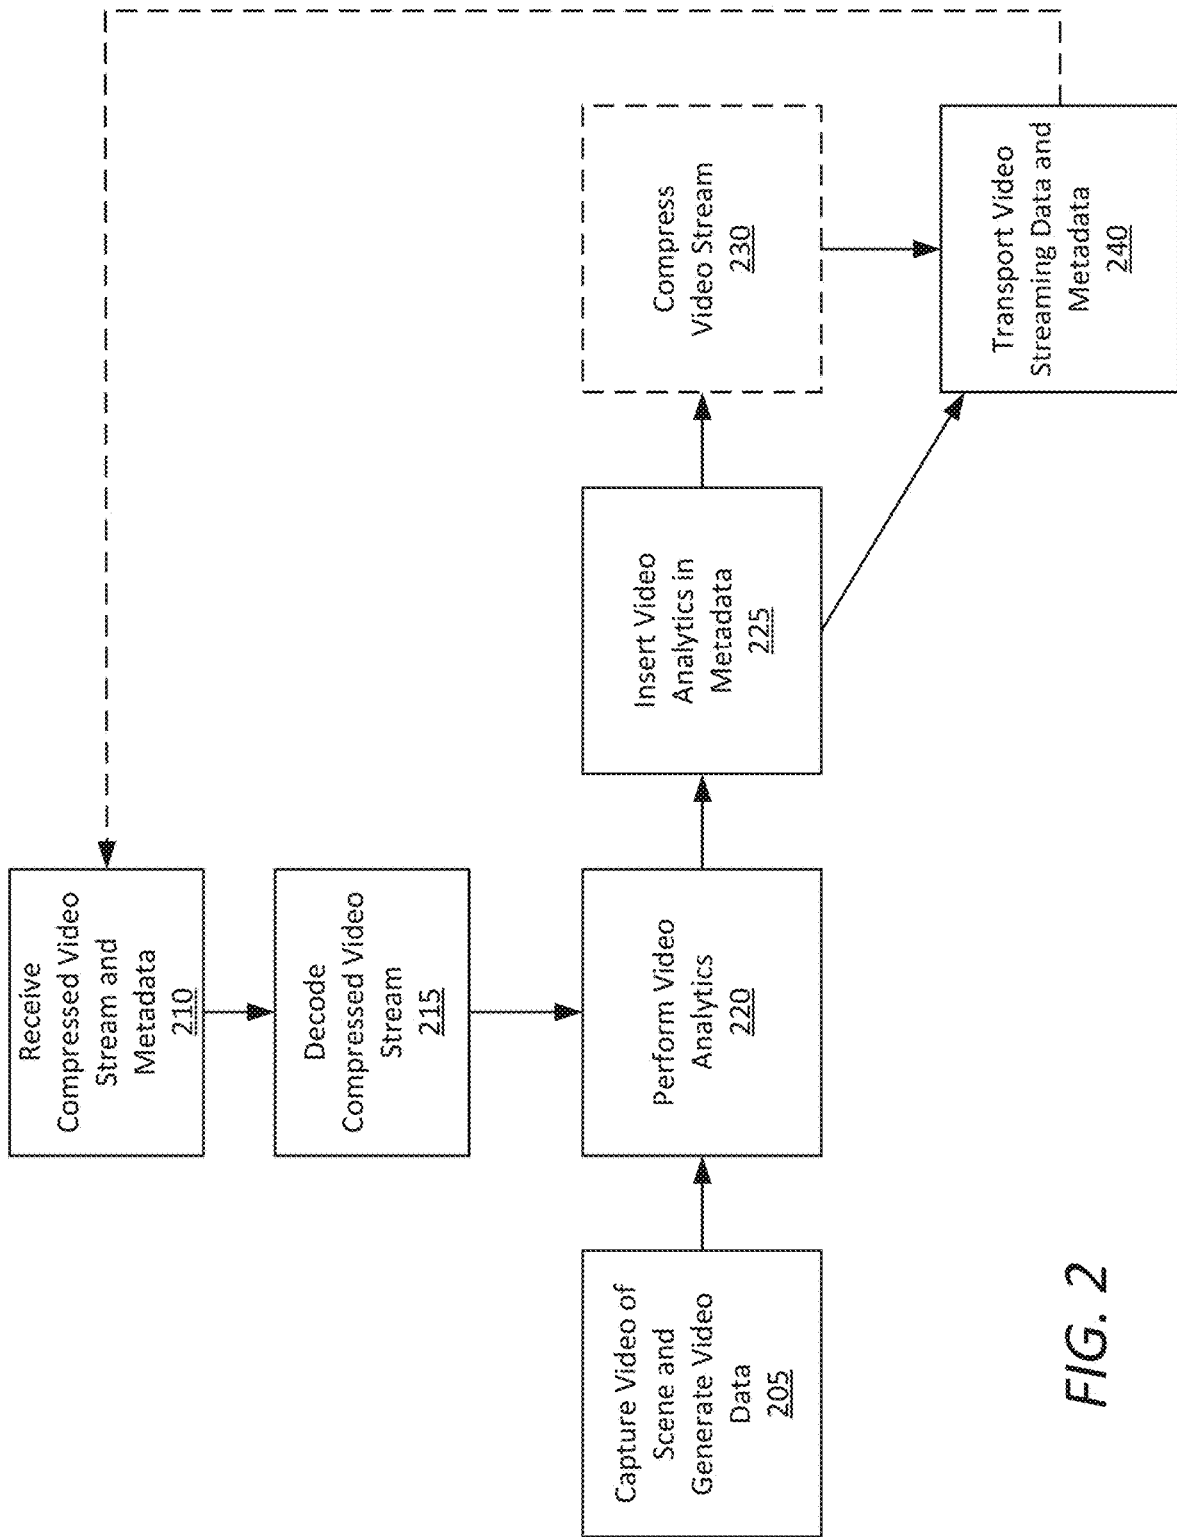 Receive
Compressed Video
Stream and
Metadata
210
Decode
Compressed Video
Stream
215
Capture Video of
Scene and
Generate Video
Data
205
Perform Video
Analytics
220
Insert Video
Analytics in
Metadata
225
Compress
Video Stream
230
Transport Video
Streaming Data and
Metadata
240
FIG. 2